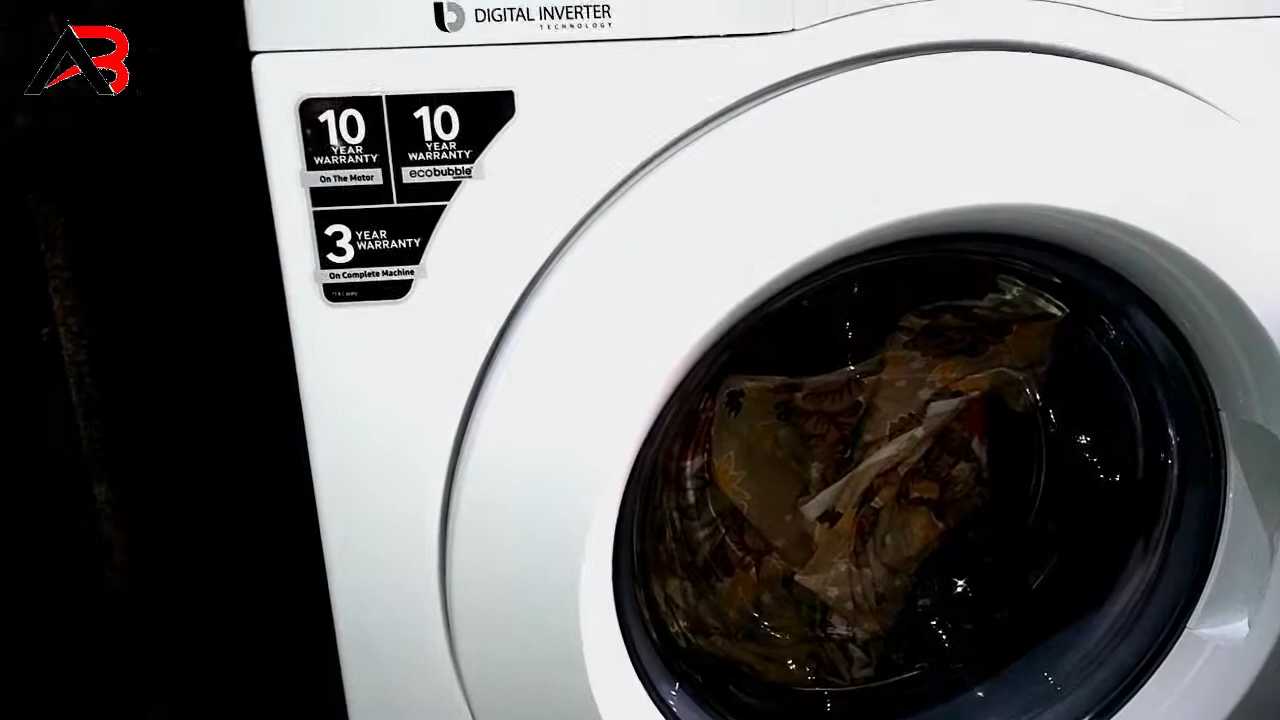 AB
DIGITAL INVERTER
TECHNOLOGY
10
YEAR
WARRANTY
On The Motor
10
YEAR
WARRANTY
ecobubble
3 YEAR
WARRANTY
On Complete Machine